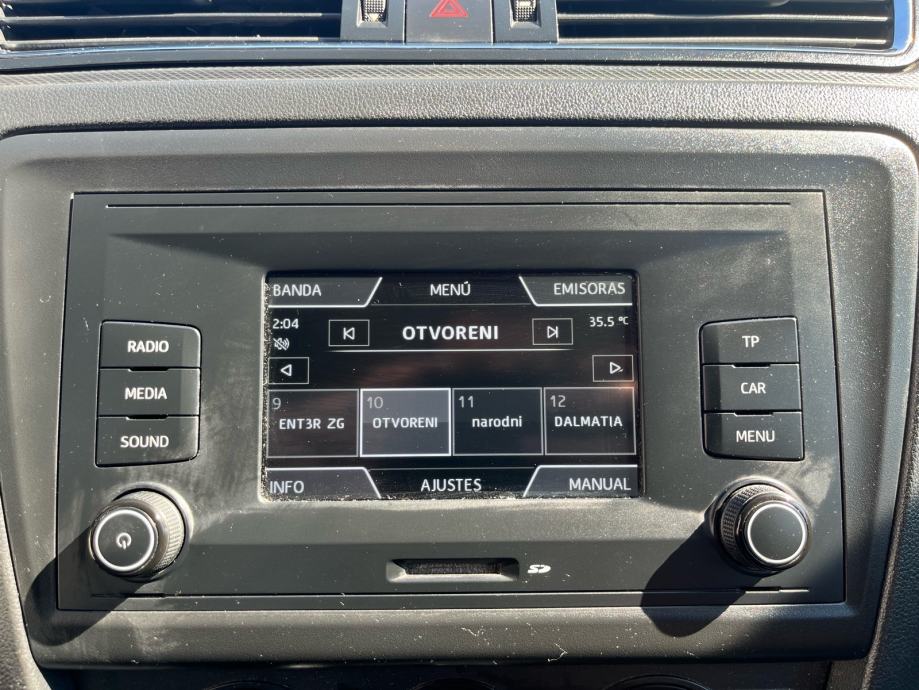 BANDA MENÚ EMISORAS
2:04 OTVORENI 35.5 °C
9 10 11 12
ENT3R ZG OTVORENI narodni DALMATIA
INFO AJUSTES MANUAL
RADIO
MEDIA
SOUND
TP
CAR
MENU
SD